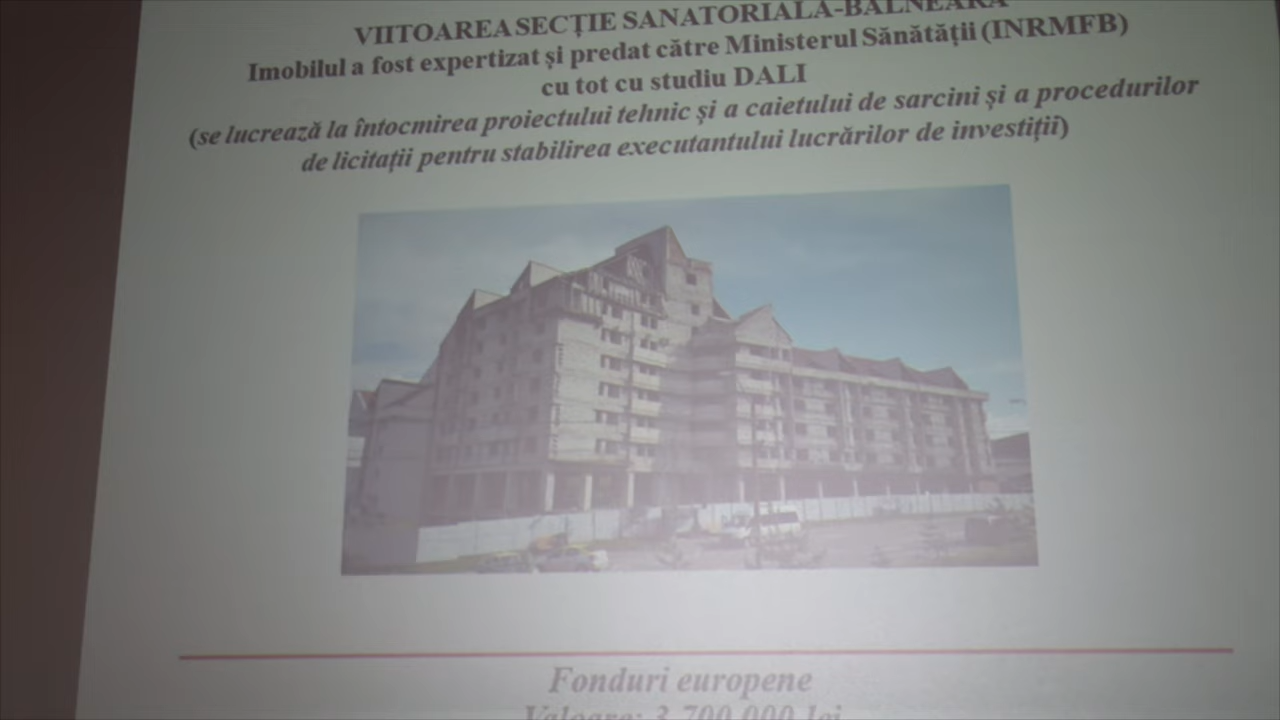 VIITOAREA SECȚIE SANATORIALĂ-BALNEARĂ
Imobilul a fost expertizat și predat către Ministerul Sănătății (INRMFB)
cu tot cu studiu DALI
(se lucrează la întocmirea proiectului tehnic și a caietului de sarcini și a procedurilor
de licitații pentru stabilirea executantului lucrărilor de investiții)
Fonduri europene
Valoare: 3.700.000 lei